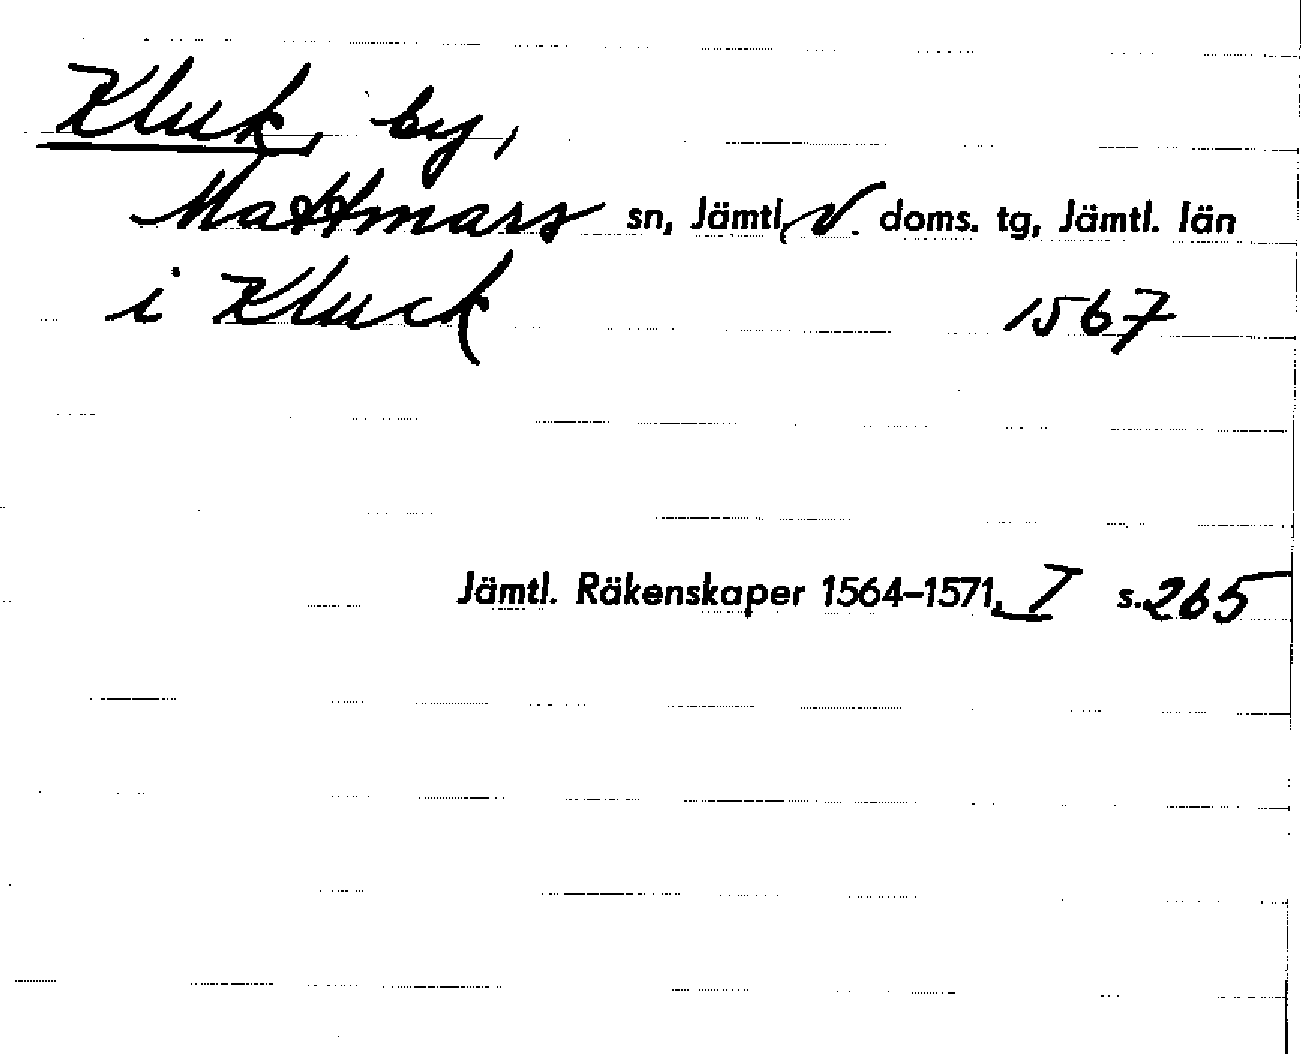 Kluk, by,
Mattmars sn, Jämtl, V. doms. tg, Jämtl. län
i Kluck 1567
Jämtl. Räkenskaper 1564–1571, I s. 265